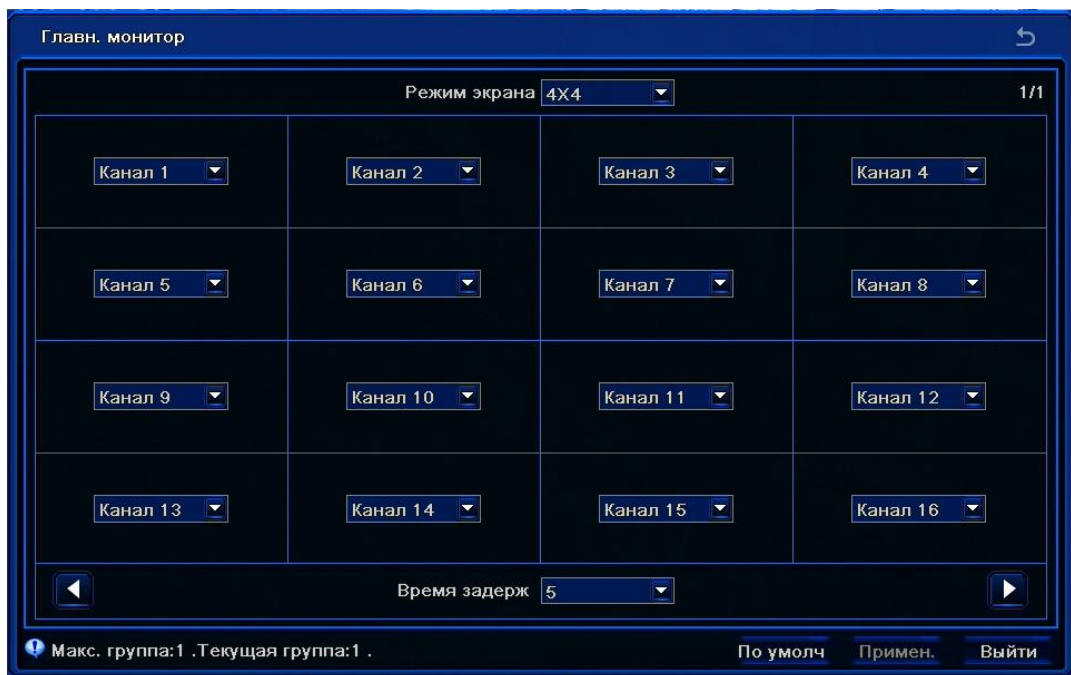 Главн. монитор
Режим экрана 4X4 1/1
Канал 1 Канал 2 Канал 3 Канал 4
Канал 5 Канал 6 Канал 7 Канал 8
Канал 9 Канал 10 Канал 11 Канал 12
Канал 13 Канал 14 Канал 15 Канал 16
Время задерж 5
Макс. группа:1 .Текущая группа:1 . По умолч Примен. Выйти